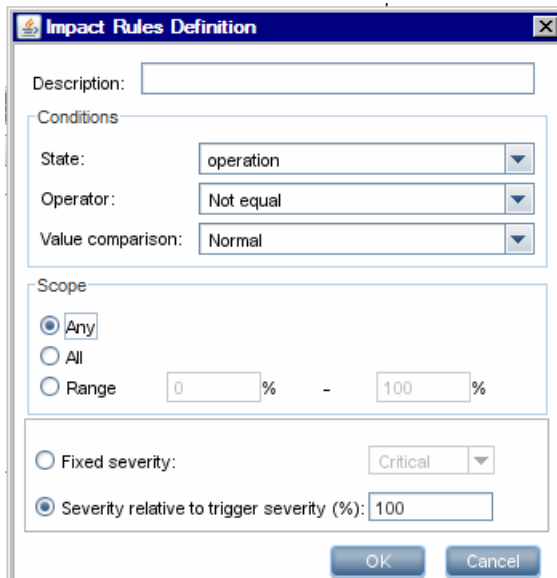 Impact Rules Definition
Description:
Conditions
State: operation
Operator: Not equal
Value comparison: Normal
Scope
Any
All
Range 0 % - 100 %
Fixed severity: Critical
Severity relative to trigger severity (%): 100
OK Cancel